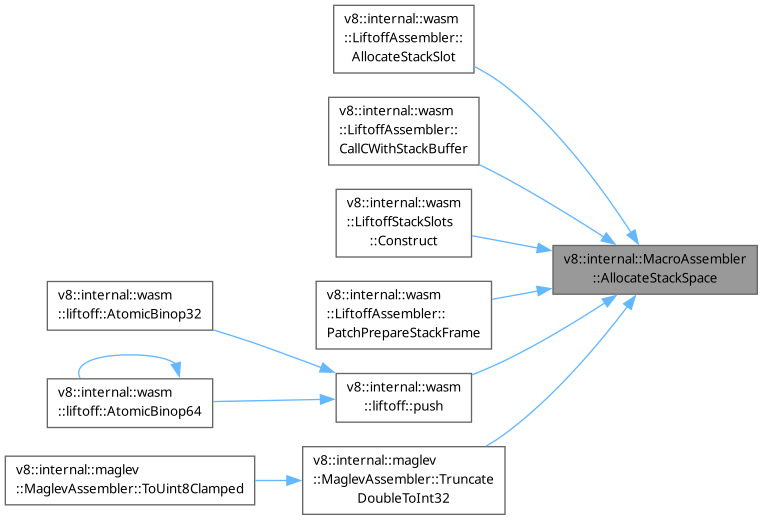 v8::internal::wasm
::LiftoffAssembler::
AllocateStackSlot
v8::internal::wasm
::LiftoffAssembler::
CallCWithStackBuffer
v8::internal::wasm
::LiftoffStackSlots
::Construct
v8::internal::MacroAssembler
::AllocateStackSpace
v8::internal::wasm
::liftoff::AtomicBinop32
v8::internal::wasm
::LiftoffAssembler::
PatchPrepareStackFrame
v8::internal::wasm
::liftoff::AtomicBinop64
v8::internal::wasm
::liftoff::push
v8::internal::maglev
::MaglevAssembler::ToUint8Clamped
v8::internal::maglev
::MaglevAssembler::Truncate
DoubleToInt32